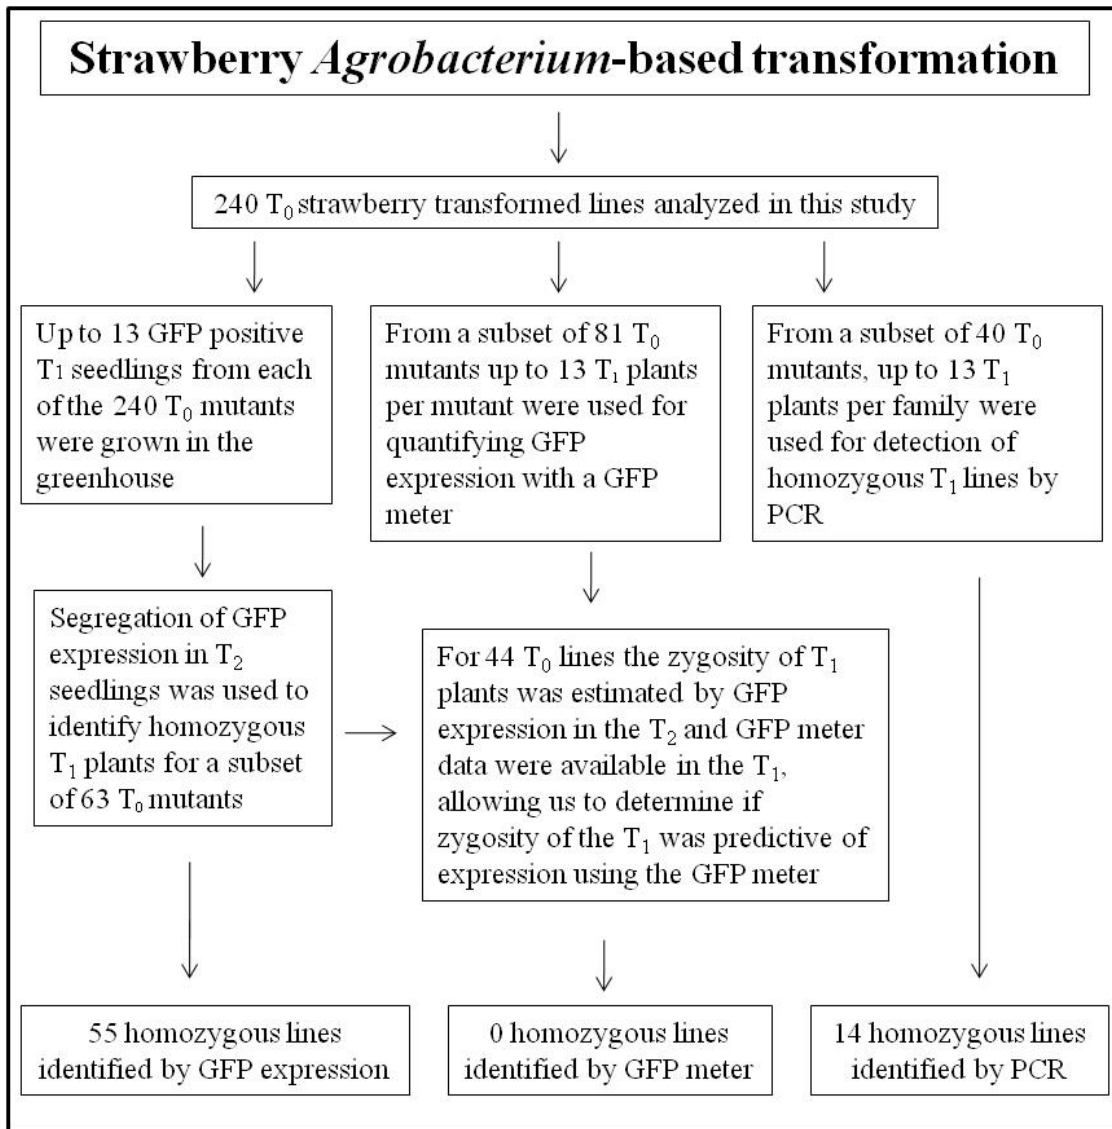 Strawberry Agrobacterium-based transformation
240 T₀ strawberry transformed lines analyzed in this study
Up to 13 GFP positive
T1 seedlings from each
of the 240 T₀ mutants
were grown in the
greenhouse
From a subset of 81 T₀
mutants up to 13 T₁ plants
per mutant were used for
quantifying GFP
expression with a GFP
meter
From a subset of 40 T₀
mutants, up to 13 T₁
plants per family were
used for detection of
homozygous T₁ lines by
PCR
Segregation of GFP
expression in T₂
seedlings was used to
identify homozygous
T₁ plants for a subset
of 63 T₀ mutants
For 44 T₀ lines the zygosity of T₁
plants was estimated by GFP
expression in the T₂ and GFP meter
data were available in the T₁,
allowing us to determine if
zygosity of the T₁ was predictive of
expression using the GFP meter
55 homozygous lines
identified by GFP expression
0 homozygous lines
identified by GFP meter
14 homozygous lines
identified by PCR